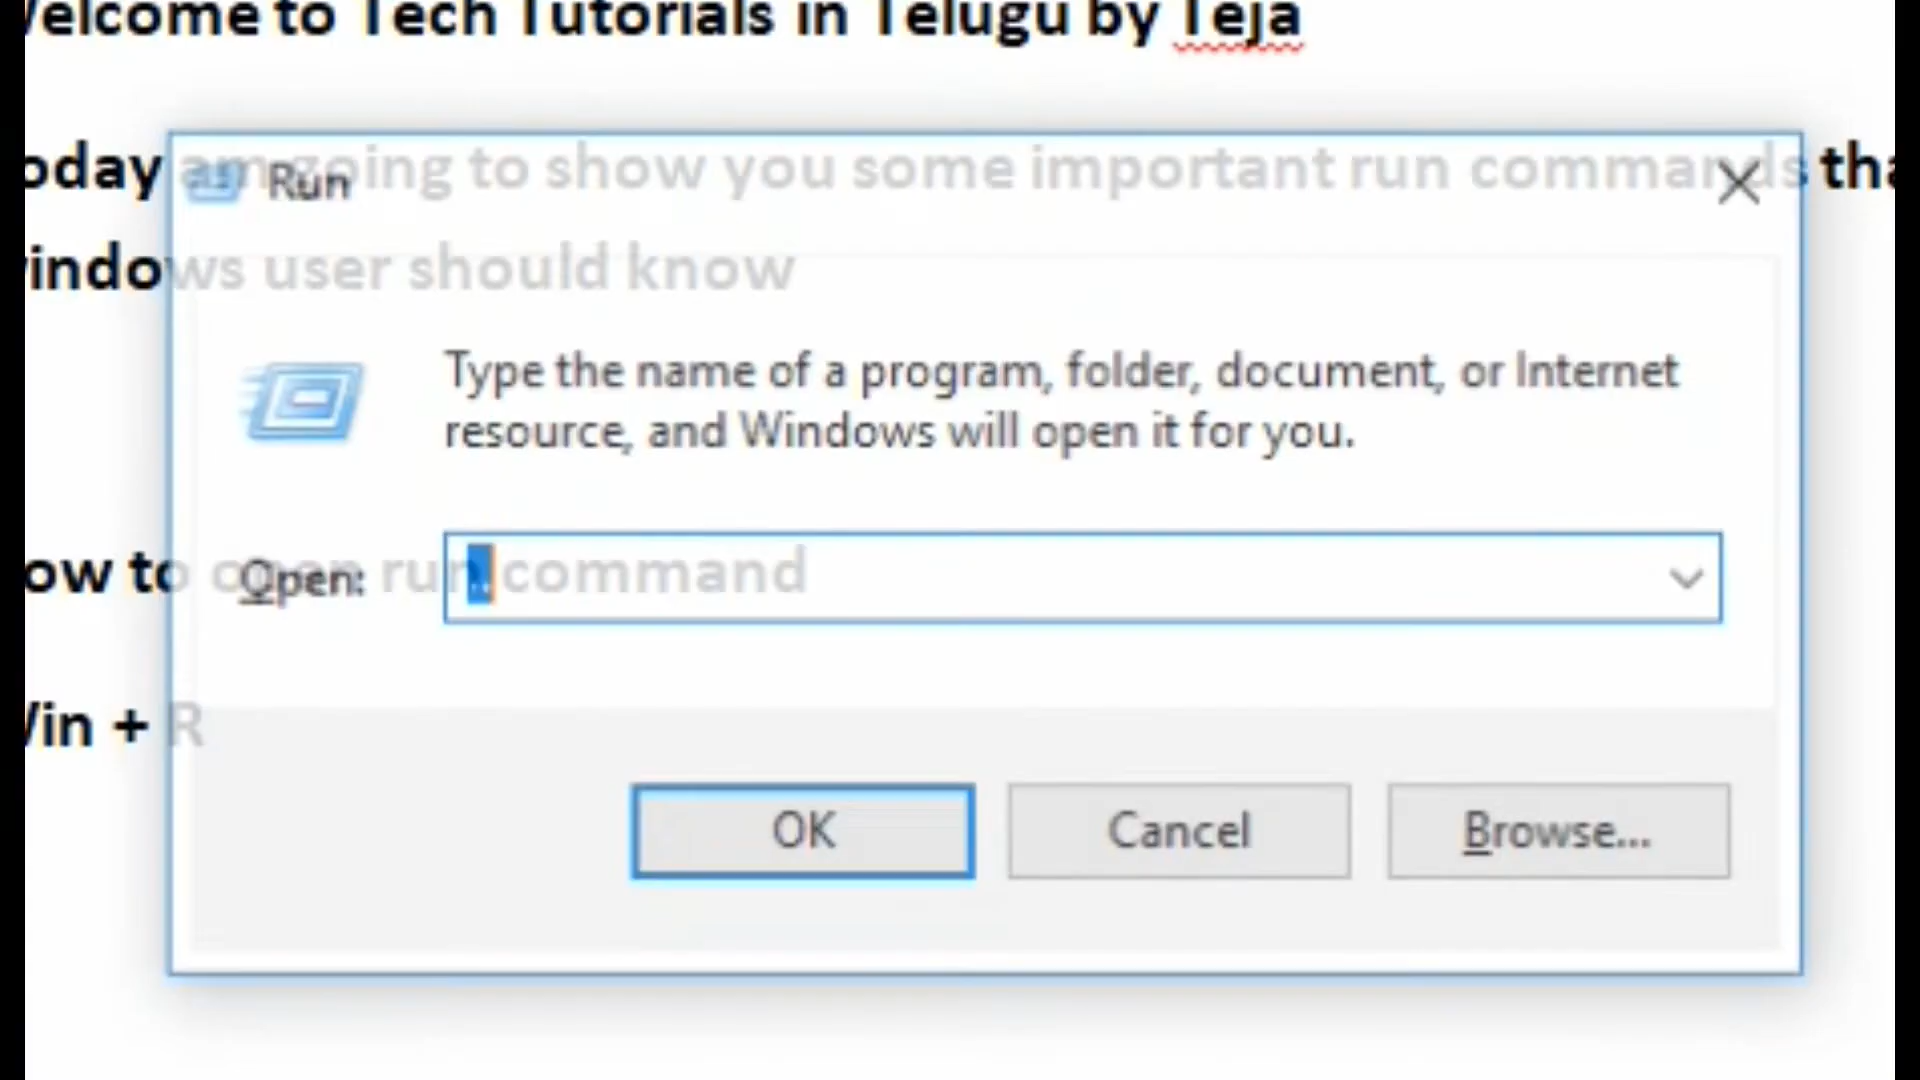 elcome to Tech Tutorials in Telugu by Teja
oday am going to show you some important run commands tha
indows user should know
Run
Type the name of a program, folder, document, or Internet
resource, and Windows will open it for you.
ow to open run command
Open: ..
Win + R
OK Cancel Browse...